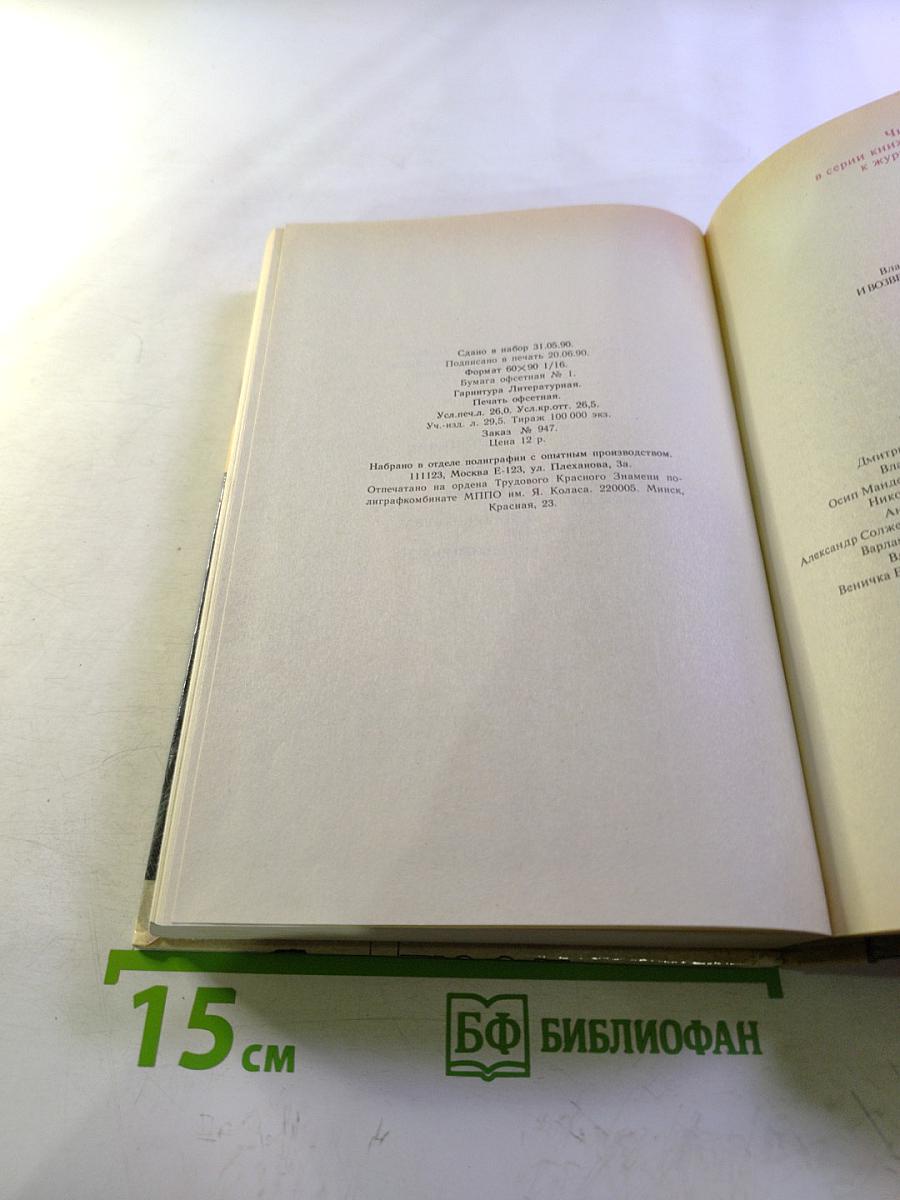 Сдано в набор 31.05.90.
Подписано в печать 20.06.90.
Формат 60×90 1/16.
Бумага офсетная № 1.
Гарнитура Литературная.
Печать офсетная.
Усл.печ.л. 26,0. Усл.кр.отт. 26,5.
Уч.-изд. л. 29,5. Тираж 100 000 экз.
Заказ № 947.
Цена 12 р.
Набрано в отделе полиграфии с опытным производством.
111123, Москва Е-123, ул. Плеханова, 3а.
Отпечатано на ордена Трудового Красного Знамени по-
лиграфкомбинате МППО им. Я. Коласа. 220005. Минск,
Красная, 23.
в серии
к
И
Осип
Александр
Веничка
15 см
БФ БИБЛИОФАН